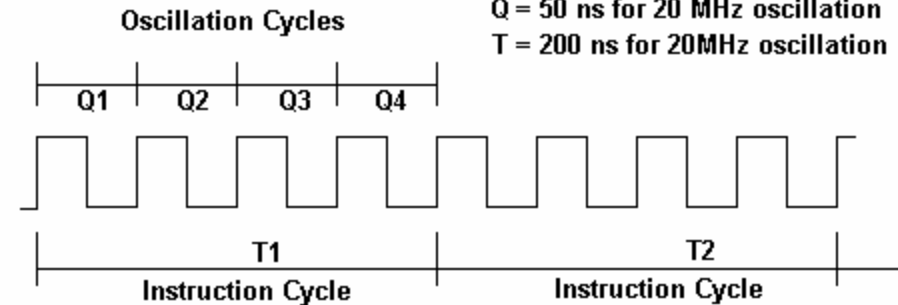 Oscillation Cycles
Q = 50 ns for 20 MHz oscillation
T = 200 ns for 20MHz oscillation
Q1 Q2 Q3 Q4
T1 T2
Instruction Cycle Instruction Cycle